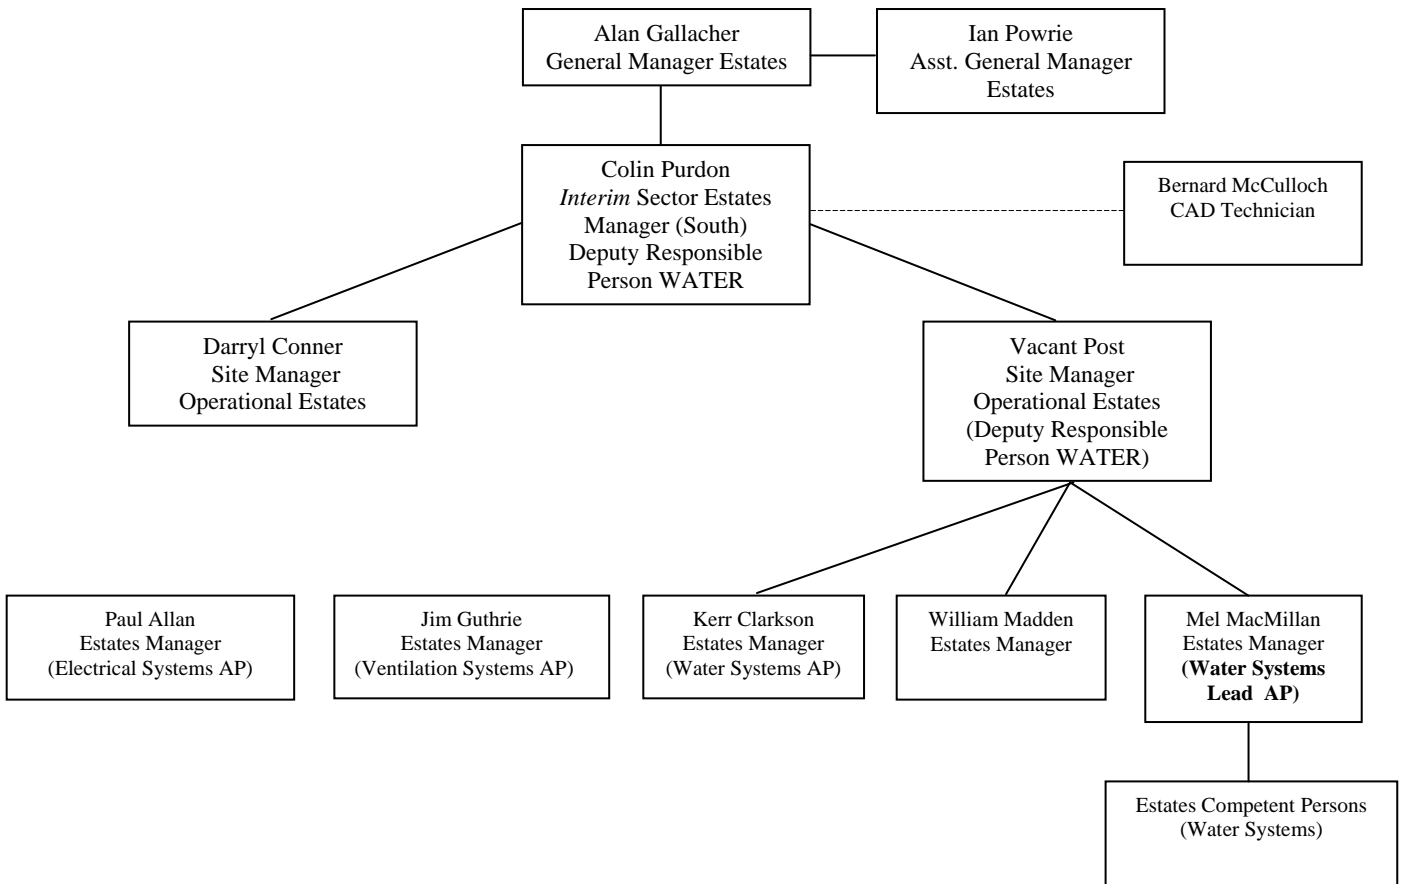 Alan Gallacher
General Manager Estates
Ian Powrie
Asst. General Manager
Estates
Colin Purdon
Interim Sector Estates
Manager (South)
Deputy Responsible
Person WATER
Bernard McCulloch
CAD Technician
Darryl Conner
Site Manager
Operational Estates
Vacant Post
Site Manager
Operational Estates
(Deputy Responsible
Person WATER)
Paul Allan
Estates Manager
(Electrical Systems AP)
Jim Guthrie
Estates Manager
(Ventilation Systems AP)
Kerr Clarkson
Estates Manager
(Water Systems AP)
William Madden
Estates Manager
Mel MacMillan
Estates Manager
(Water Systems
Lead AP)
Estates Competent Persons
(Water Systems)